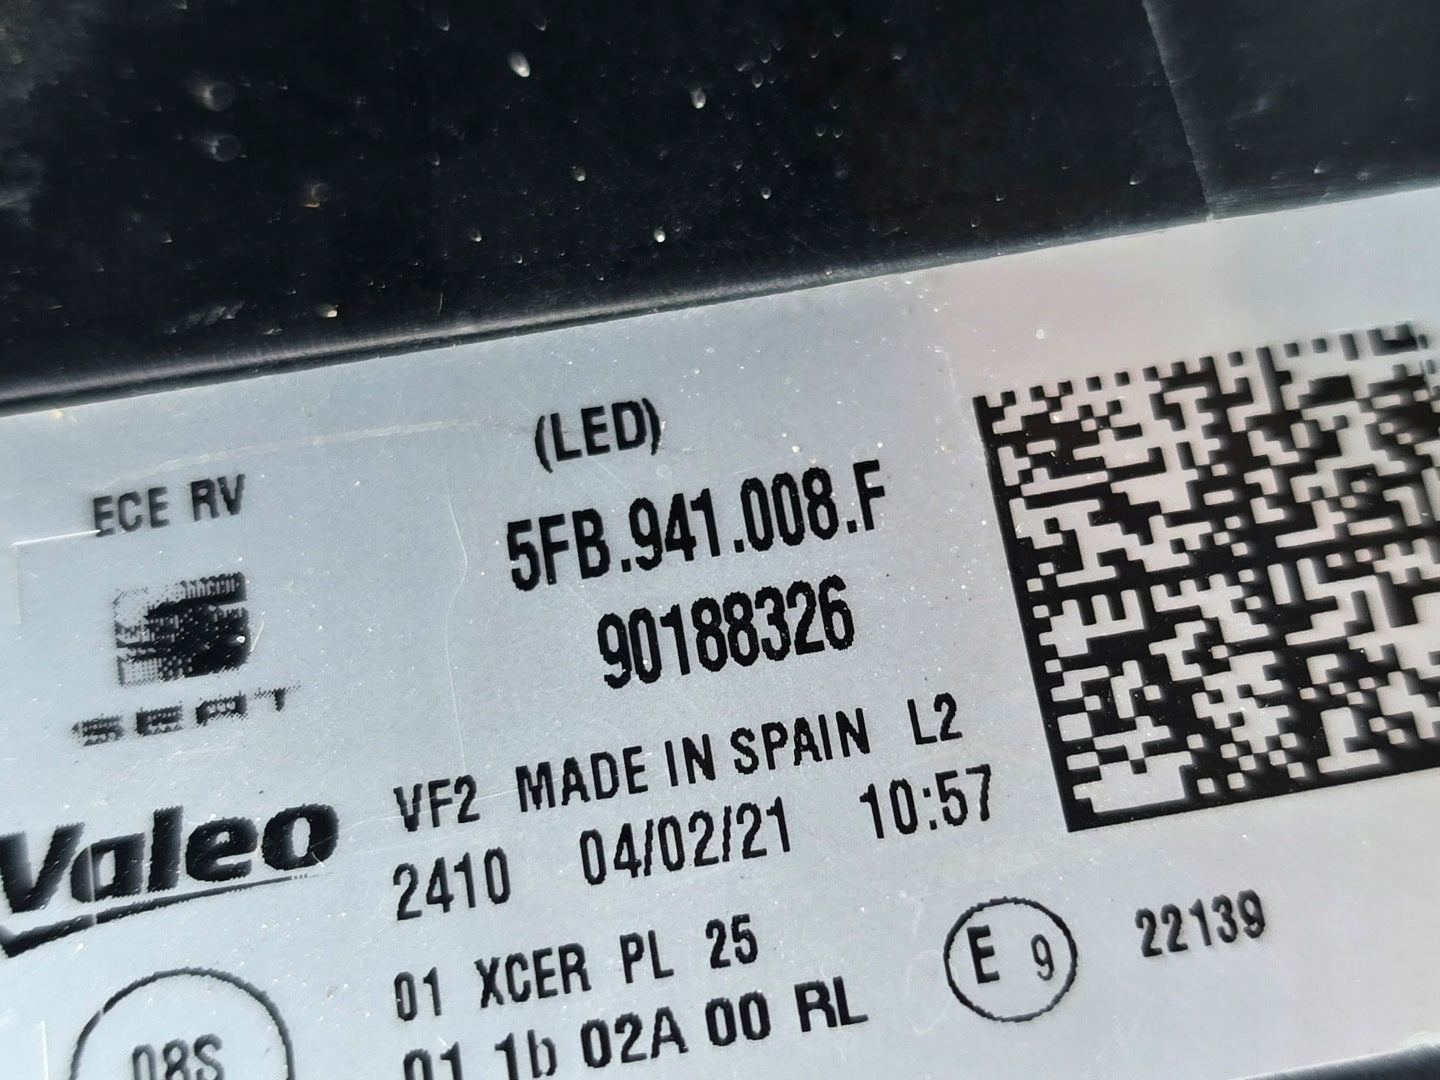 (LED)
ECE RV
5FB.941.008.F
90188326
SEAT
VF2 MADE IN SPAIN L2
Valeo
2410 04/02/21 10:57
01 XCER PL 25
E 9 22139
01 1b 02A 00 RL
08S